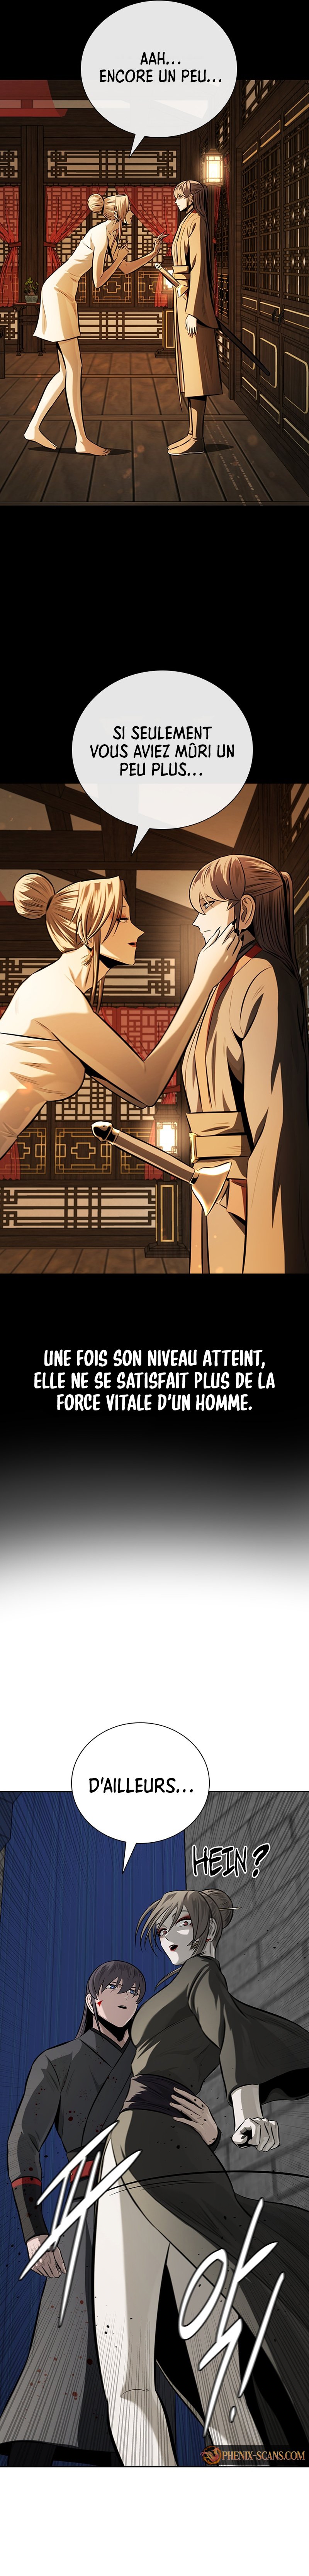 AAH...
ENCORE UN PEU...
SI SEULEMENT
VOUS AVIEZ MÛRI UN
PEU PLUS...
UNE FOIS SON NIVEAU ATTEINT,
ELLE NE SE SATISFAIT PLUS DE LA
FORCE VITALE D'UN HOMME.
D'AILLEURS...
HEIN?
PHENIX-SCANS.COM